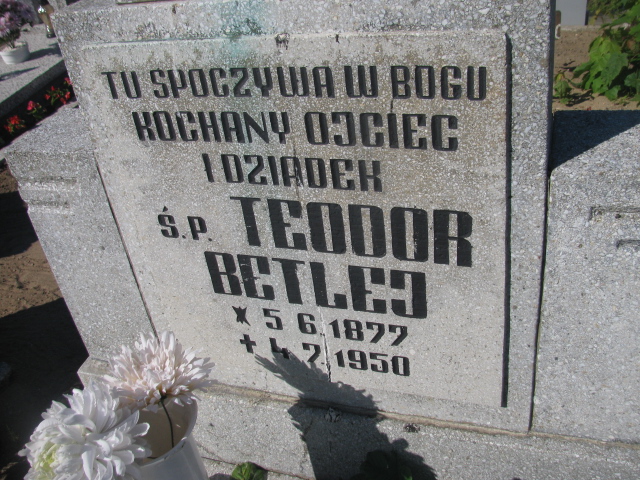 TU SPOCZYWA W BOGU
KOCHANY OJCIEC
I DZIADEK
Ś.P. TEODOR
BETLEJ
* 5 6.1877
+ 4 7.1950